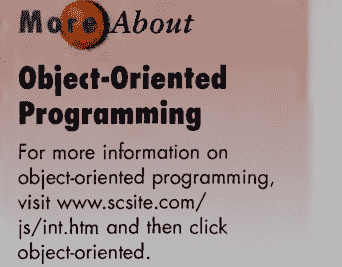 More About
Object-Oriented
Programming
For more information on
object-oriented programming,
visit www.scsite.com/
js/int.htm and then click
object-oriented.